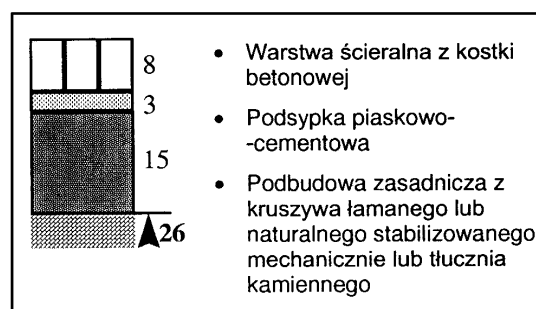 8
3
15
26
• Warstwa ścieralna z kostki
betonowej
• Podsypka piaskowo-
-cementowa
• Podbudowa zasadnicza z
kruszywa łamanego lub
naturalnego stabilizowanego
mechanicznie lub tłucznia
kamiennego